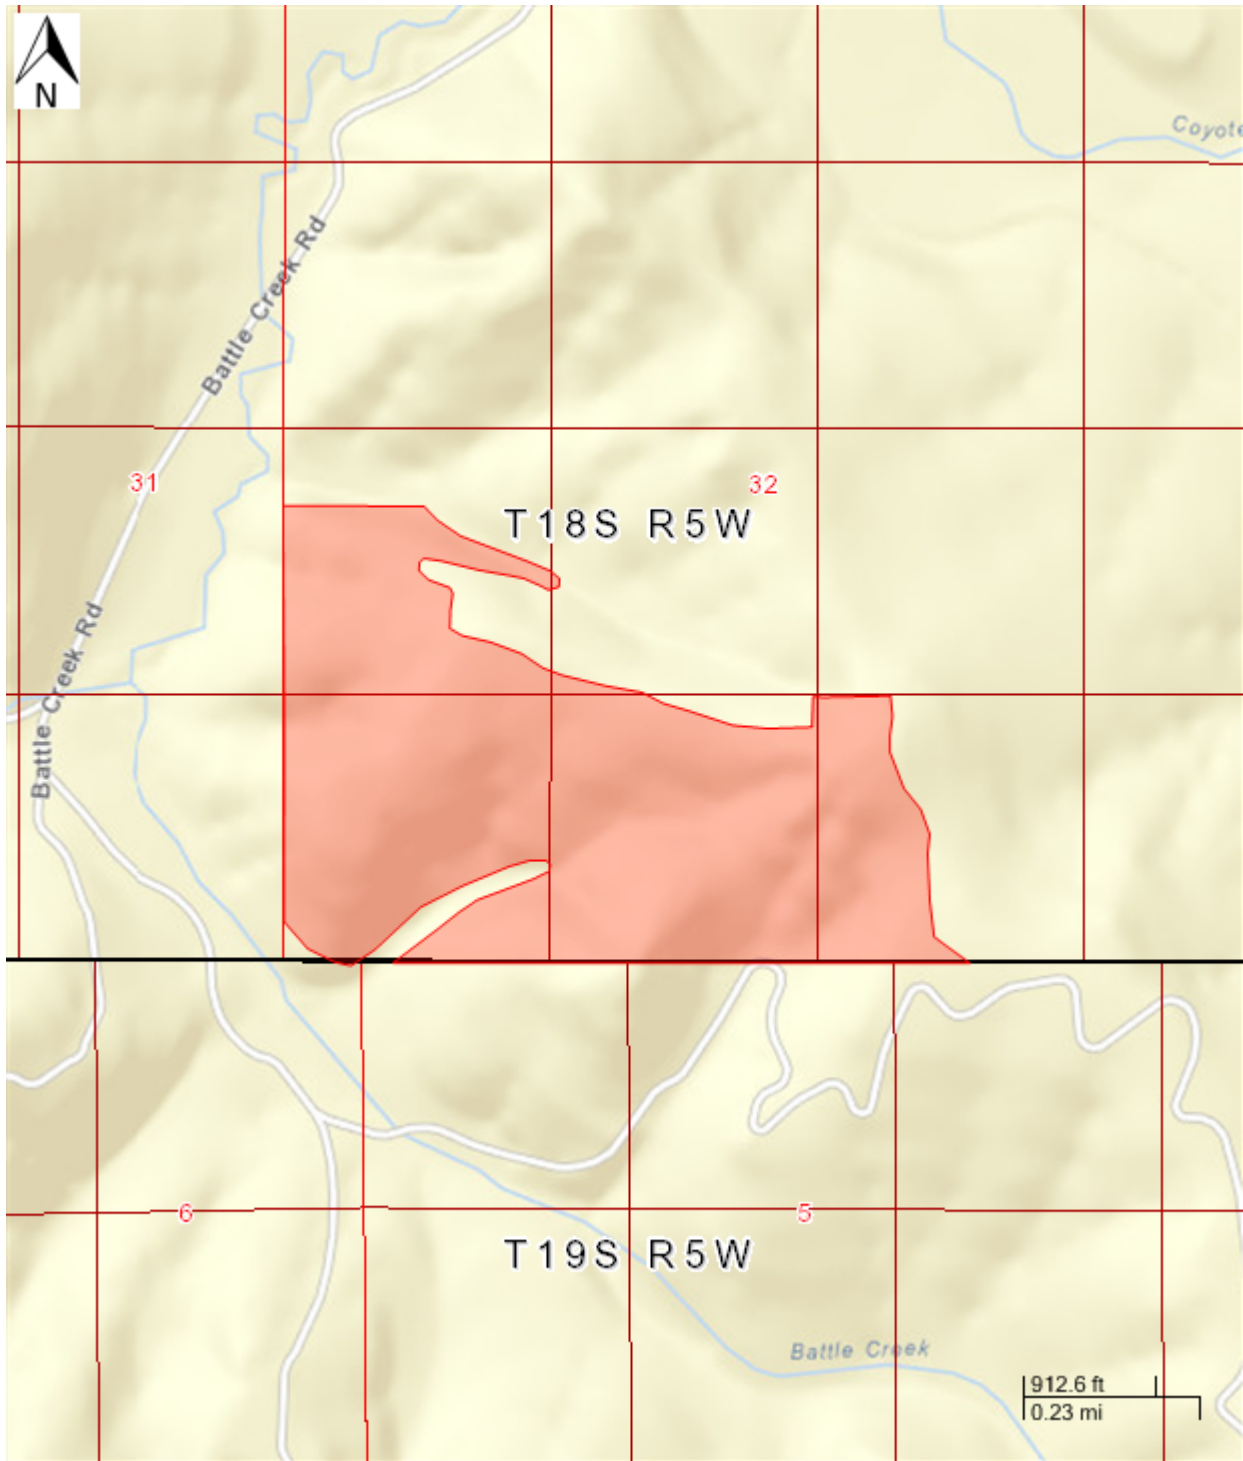 N
Coyote
Battle Creek Rd
31
32
T18S R5W
Battle Creek Rd
6
5
T19S R5W
Battle Creek
912.6 ft
0.23 mi